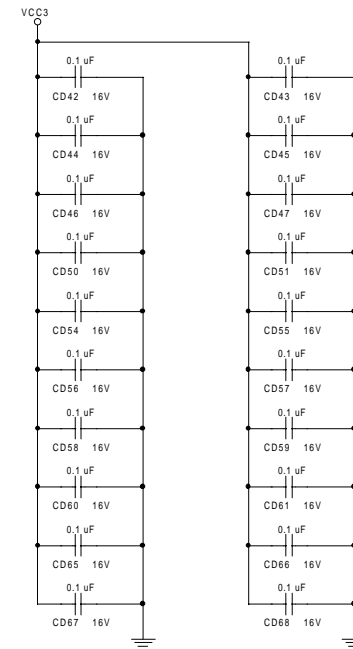 VCC3
0.1 uF 0.1 uF
CD42 16V CD43 16V
0.1 uF 0.1 uF
CD44 16V CD45 16V
0.1 uF 0.1 uF
CD46 16V CD47 16V
0.1 uF 0.1 uF
CD50 16V CD51 16V
0.1 uF 0.1 uF
CD54 16V CD55 16V
0.1 uF 0.1 uF
CD56 16V CD57 16V
0.1 uF 0.1 uF
CD58 16V CD59 16V
0.1 uF 0.1 uF
CD60 16V CD61 16V
0.1 uF 0.1 uF
CD65 16V CD66 16V
0.1 uF 0.1 uF
CD67 16V CD68 16V